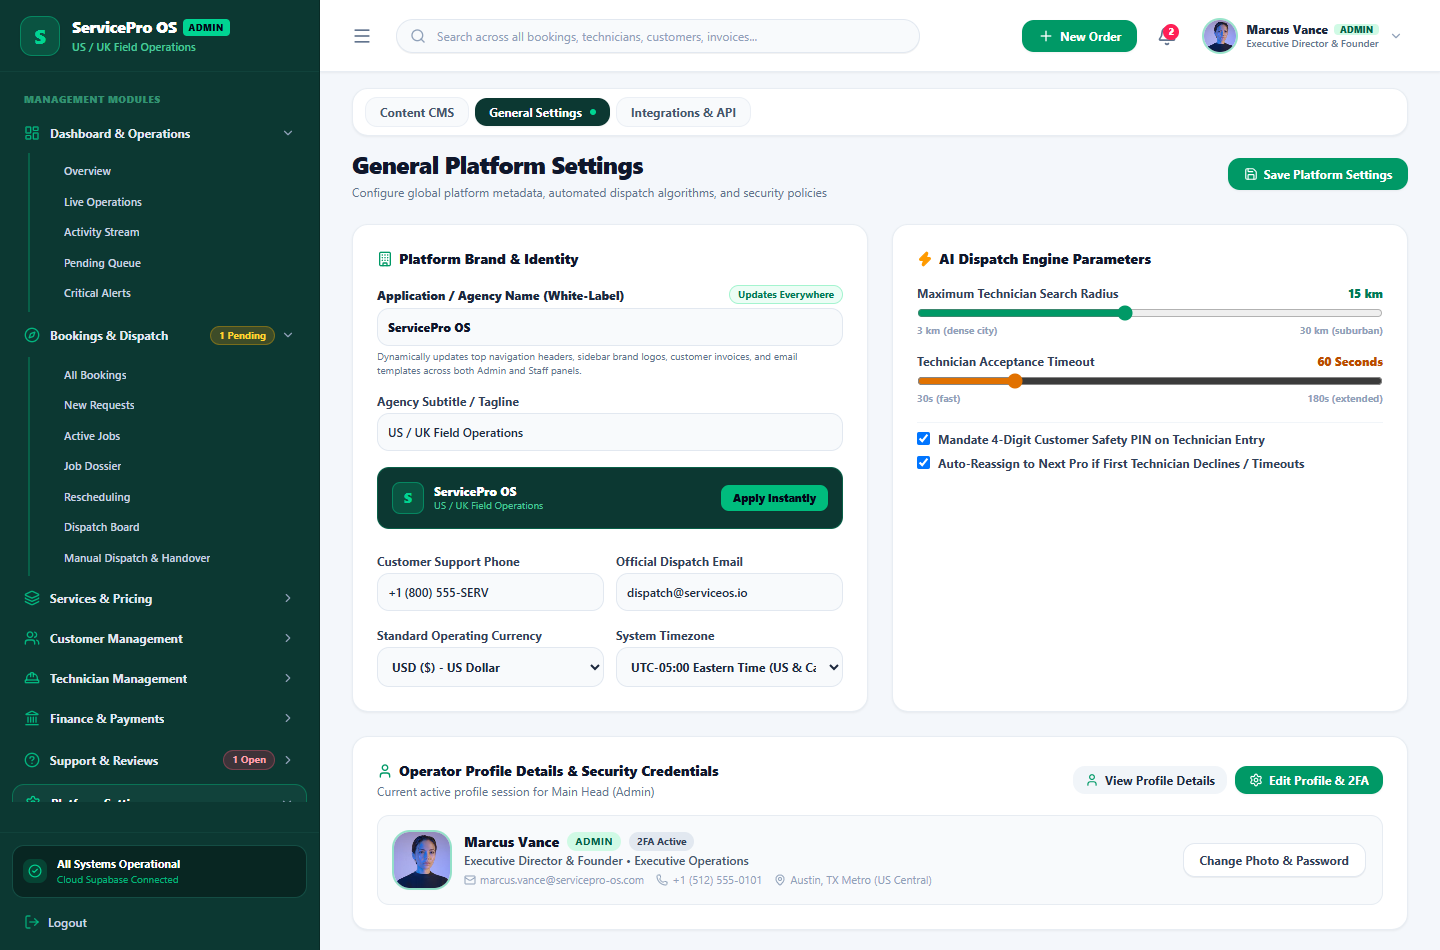 S
ServicePro OS ADMIN
US / UK Field Operations
MANAGEMENT MODULES
Dashboard & Operations
Overview
Live Operations
Activity Stream
Pending Queue
Critical Alerts
Bookings & Dispatch 1 Pending
All Bookings
New Requests
Active Jobs
Job Dossier
Rescheduling
Dispatch Board
Manual Dispatch & Handover
Services & Pricing
Customer Management
Technician Management
Finance & Payments
Support & Reviews 1 Open
All Systems Operational
Cloud Supabase Connected
Logout
Search across all bookings, technicians, customers, invoices...
New Order
2
Marcus Vance ADMIN
Executive Director & Founder
Content CMS General Settings Integrations & API
General Platform Settings
Configure global platform metadata, automated dispatch algorithms, and security policies
Save Platform Settings
Platform Brand & Identity
Application / Agency Name (White-Label) Updates Everywhere
ServicePro OS
Dynamically updates top navigation headers, sidebar brand logos, customer invoices, and email
templates across both Admin and Staff panels.
Agency Subtitle / Tagline
US / UK Field Operations
S
ServicePro OS
US / UK Field Operations
Apply Instantly
Customer Support Phone Official Dispatch Email
+1 (800) 555-SERV dispatch@serviceos.io
Standard Operating Currency System Timezone
USD ($) - US Dollar UTC-05:00 Eastern Time (US & Ca
AI Dispatch Engine Parameters
Maximum Technician Search Radius 15 km
3 km (dense city) 30 km (suburban)
Technician Acceptance Timeout 60 Seconds
30s (fast) 180s (extended)
Mandate 4-Digit Customer Safety PIN on Technician Entry
Auto-Reassign to Next Pro if First Technician Declines / Timeouts
Operator Profile Details & Security Credentials
Current active profile session for Main Head (Admin)
View Profile Details Edit Profile & 2FA
Marcus Vance ADMIN 2FA Active
Executive Director & Founder • Executive Operations
marcus.vance@servicepro-os.com +1 (512) 555-0101 Austin, TX Metro (US Central)
Change Photo & Password